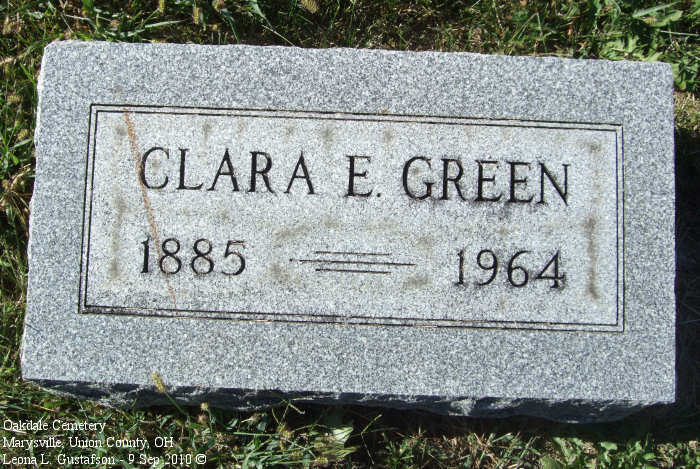 CLARA E. GREEN
1885 1964
Oakdale Cemetery
Marysville, Union County, OH
Leona L. Gustafson - 9 Sep 2010 ©